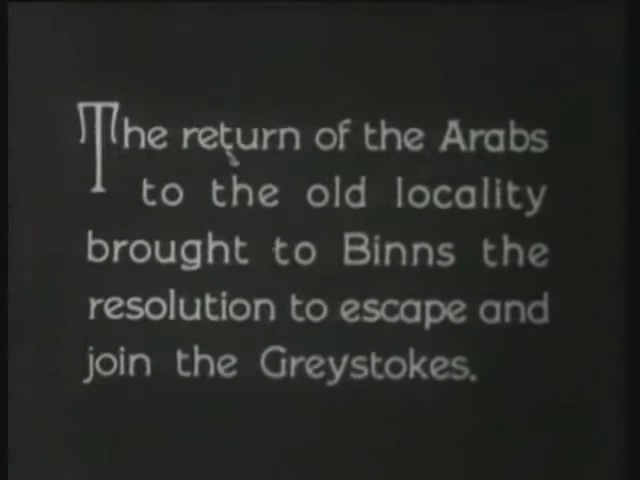 The return of the Arabs
to the old locality
brought to Binns the
resolution to escape and
join the Greystokes.